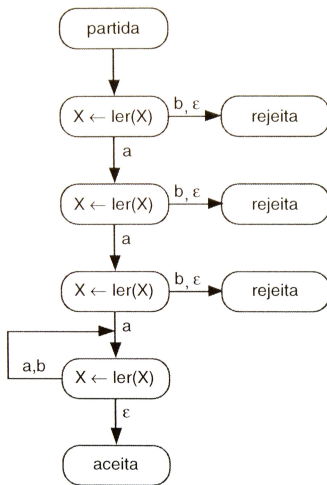 partida
X ← ler(X)
b, ε
rejeita
a
X ← ler(X)
b, ε
rejeita
a
X ← ler(X)
b, ε
rejeita
a
a,b
X ← ler(X)
ε
aceita